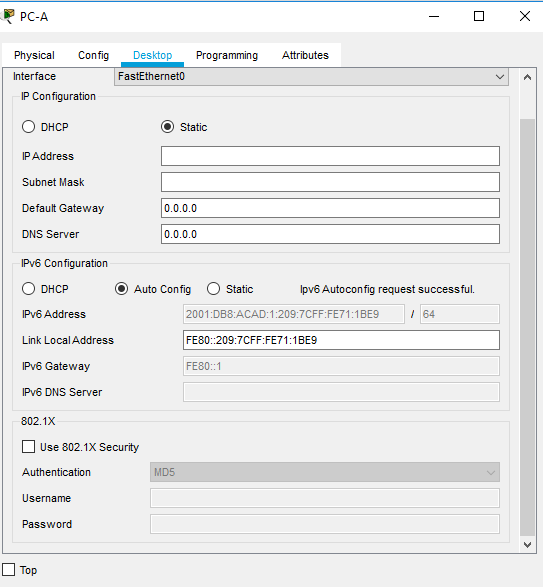 PC-A
Physical Config Desktop Programming Attributes
Interface FastEthernet0
IP Configuration
DHCP Static
IP Address
Subnet Mask
Default Gateway 0.0.0.0
DNS Server 0.0.0.0
IPv6 Configuration
DHCP Auto Config Static Ipv6 Autoconfig request successful.
IPv6 Address 2001:DB8:ACAD:1:209:7CFF:FE71:1BE9 / 64
Link Local Address FE80::209:7CFF:FE71:1BE9
IPv6 Gateway FE80::1
IPv6 DNS Server
802.1X
Use 802.1X Security
Authentication MD5
Username
Password
Top